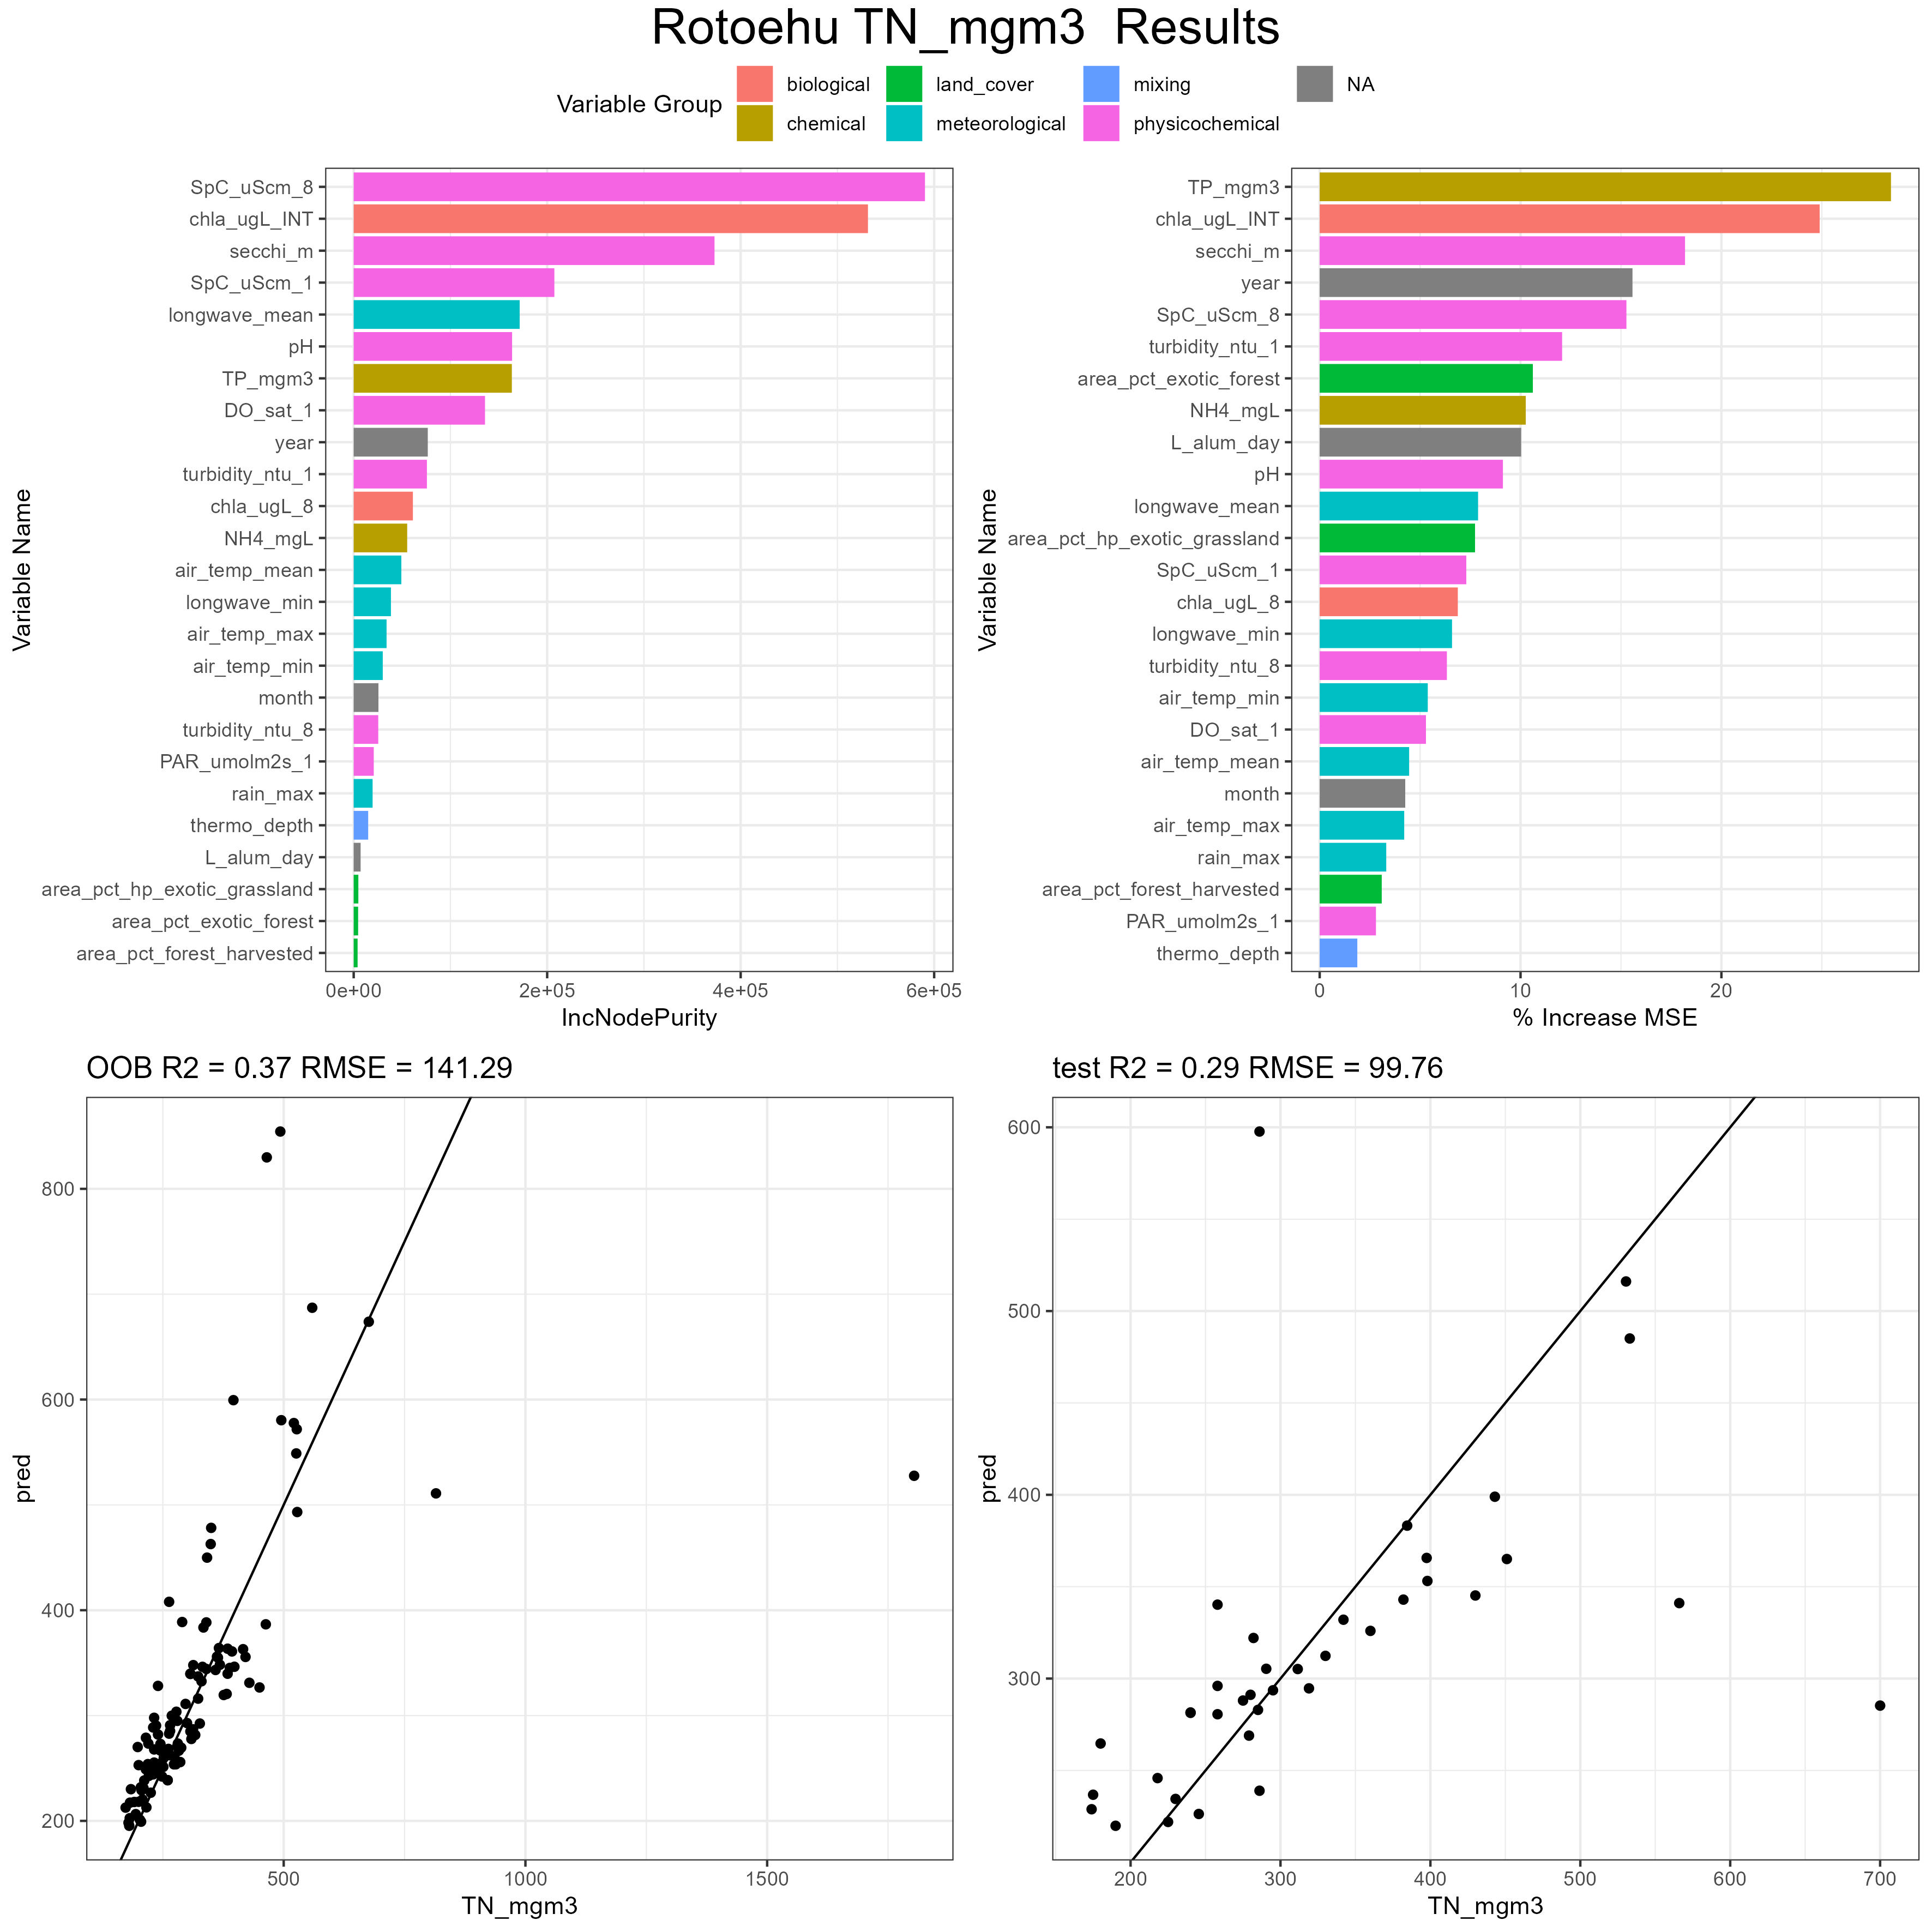 Rotoehu TN_mgm3  Results
Variable Group
biological
land_cover
mixing
NA
chemical
meteorological
physicochemical
Variable Name
SpC_uScm_8
chla_ugL_INT
secchi_m
SpC_uScm_1
longwave_mean
pH
TP_mgm3
DO_sat_1
year
turbidity_ntu_1
chla_ugL_8
NH4_mgL
air_temp_mean
longwave_min
air_temp_max
air_temp_min
month
turbidity_ntu_8
PAR_umolm2s_1
rain_max
thermo_depth
L_alum_day
area_pct_hp_exotic_grassland
area_pct_exotic_forest
area_pct_forest_harvested
0e+00 2e+05 4e+05 6e+05
IncNodePurity
Variable Name
TP_mgm3
chla_ugL_INT
secchi_m
year
SpC_uScm_8
turbidity_ntu_1
area_pct_exotic_forest
NH4_mgL
L_alum_day
pH
longwave_mean
area_pct_hp_exotic_grassland
SpC_uScm_1
chla_ugL_8
longwave_min
turbidity_ntu_8
air_temp_min
DO_sat_1
air_temp_mean
month
air_temp_max
rain_max
area_pct_forest_harvested
PAR_umolm2s_1
thermo_depth
0 10 20
% Increase MSE
OOB R2 = 0.37 RMSE = 141.29
pred
800
600
400
200
500 1000 1500
TN_mgm3
test R2 = 0.29 RMSE = 99.76
pred
600
500
400
300
200 300 400 500 600 700
TN_mgm3